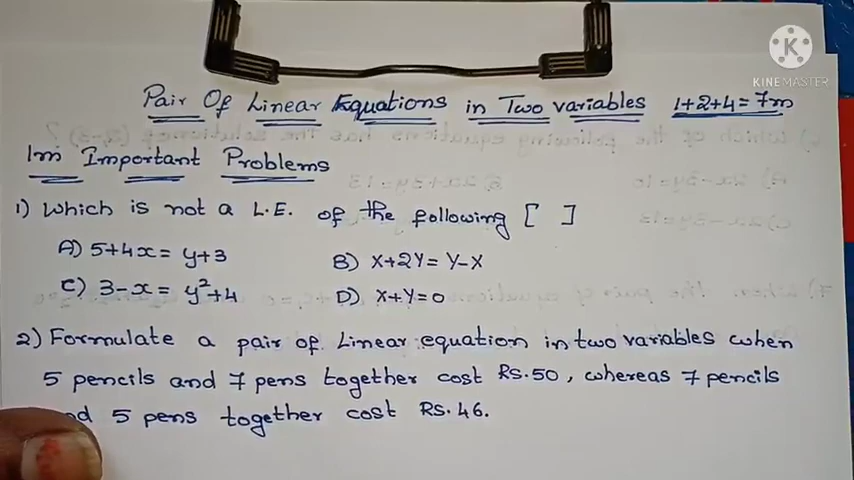 KINEMASTER
Pair Of Linear Equations in Two variables 1+2+4=7m
1m Important Problems
1) Which is not a L.E. of the following [ ]
A) 5+4x = y+3 B) x+2y = y-x
C) 3-x = y²+4 D) x+y=0
2) Formulate a pair of Linear equation in two variables when
5 pencils and 7 pens together cost Rs.50, whereas 7 pencils
5 pens together cost Rs.46.